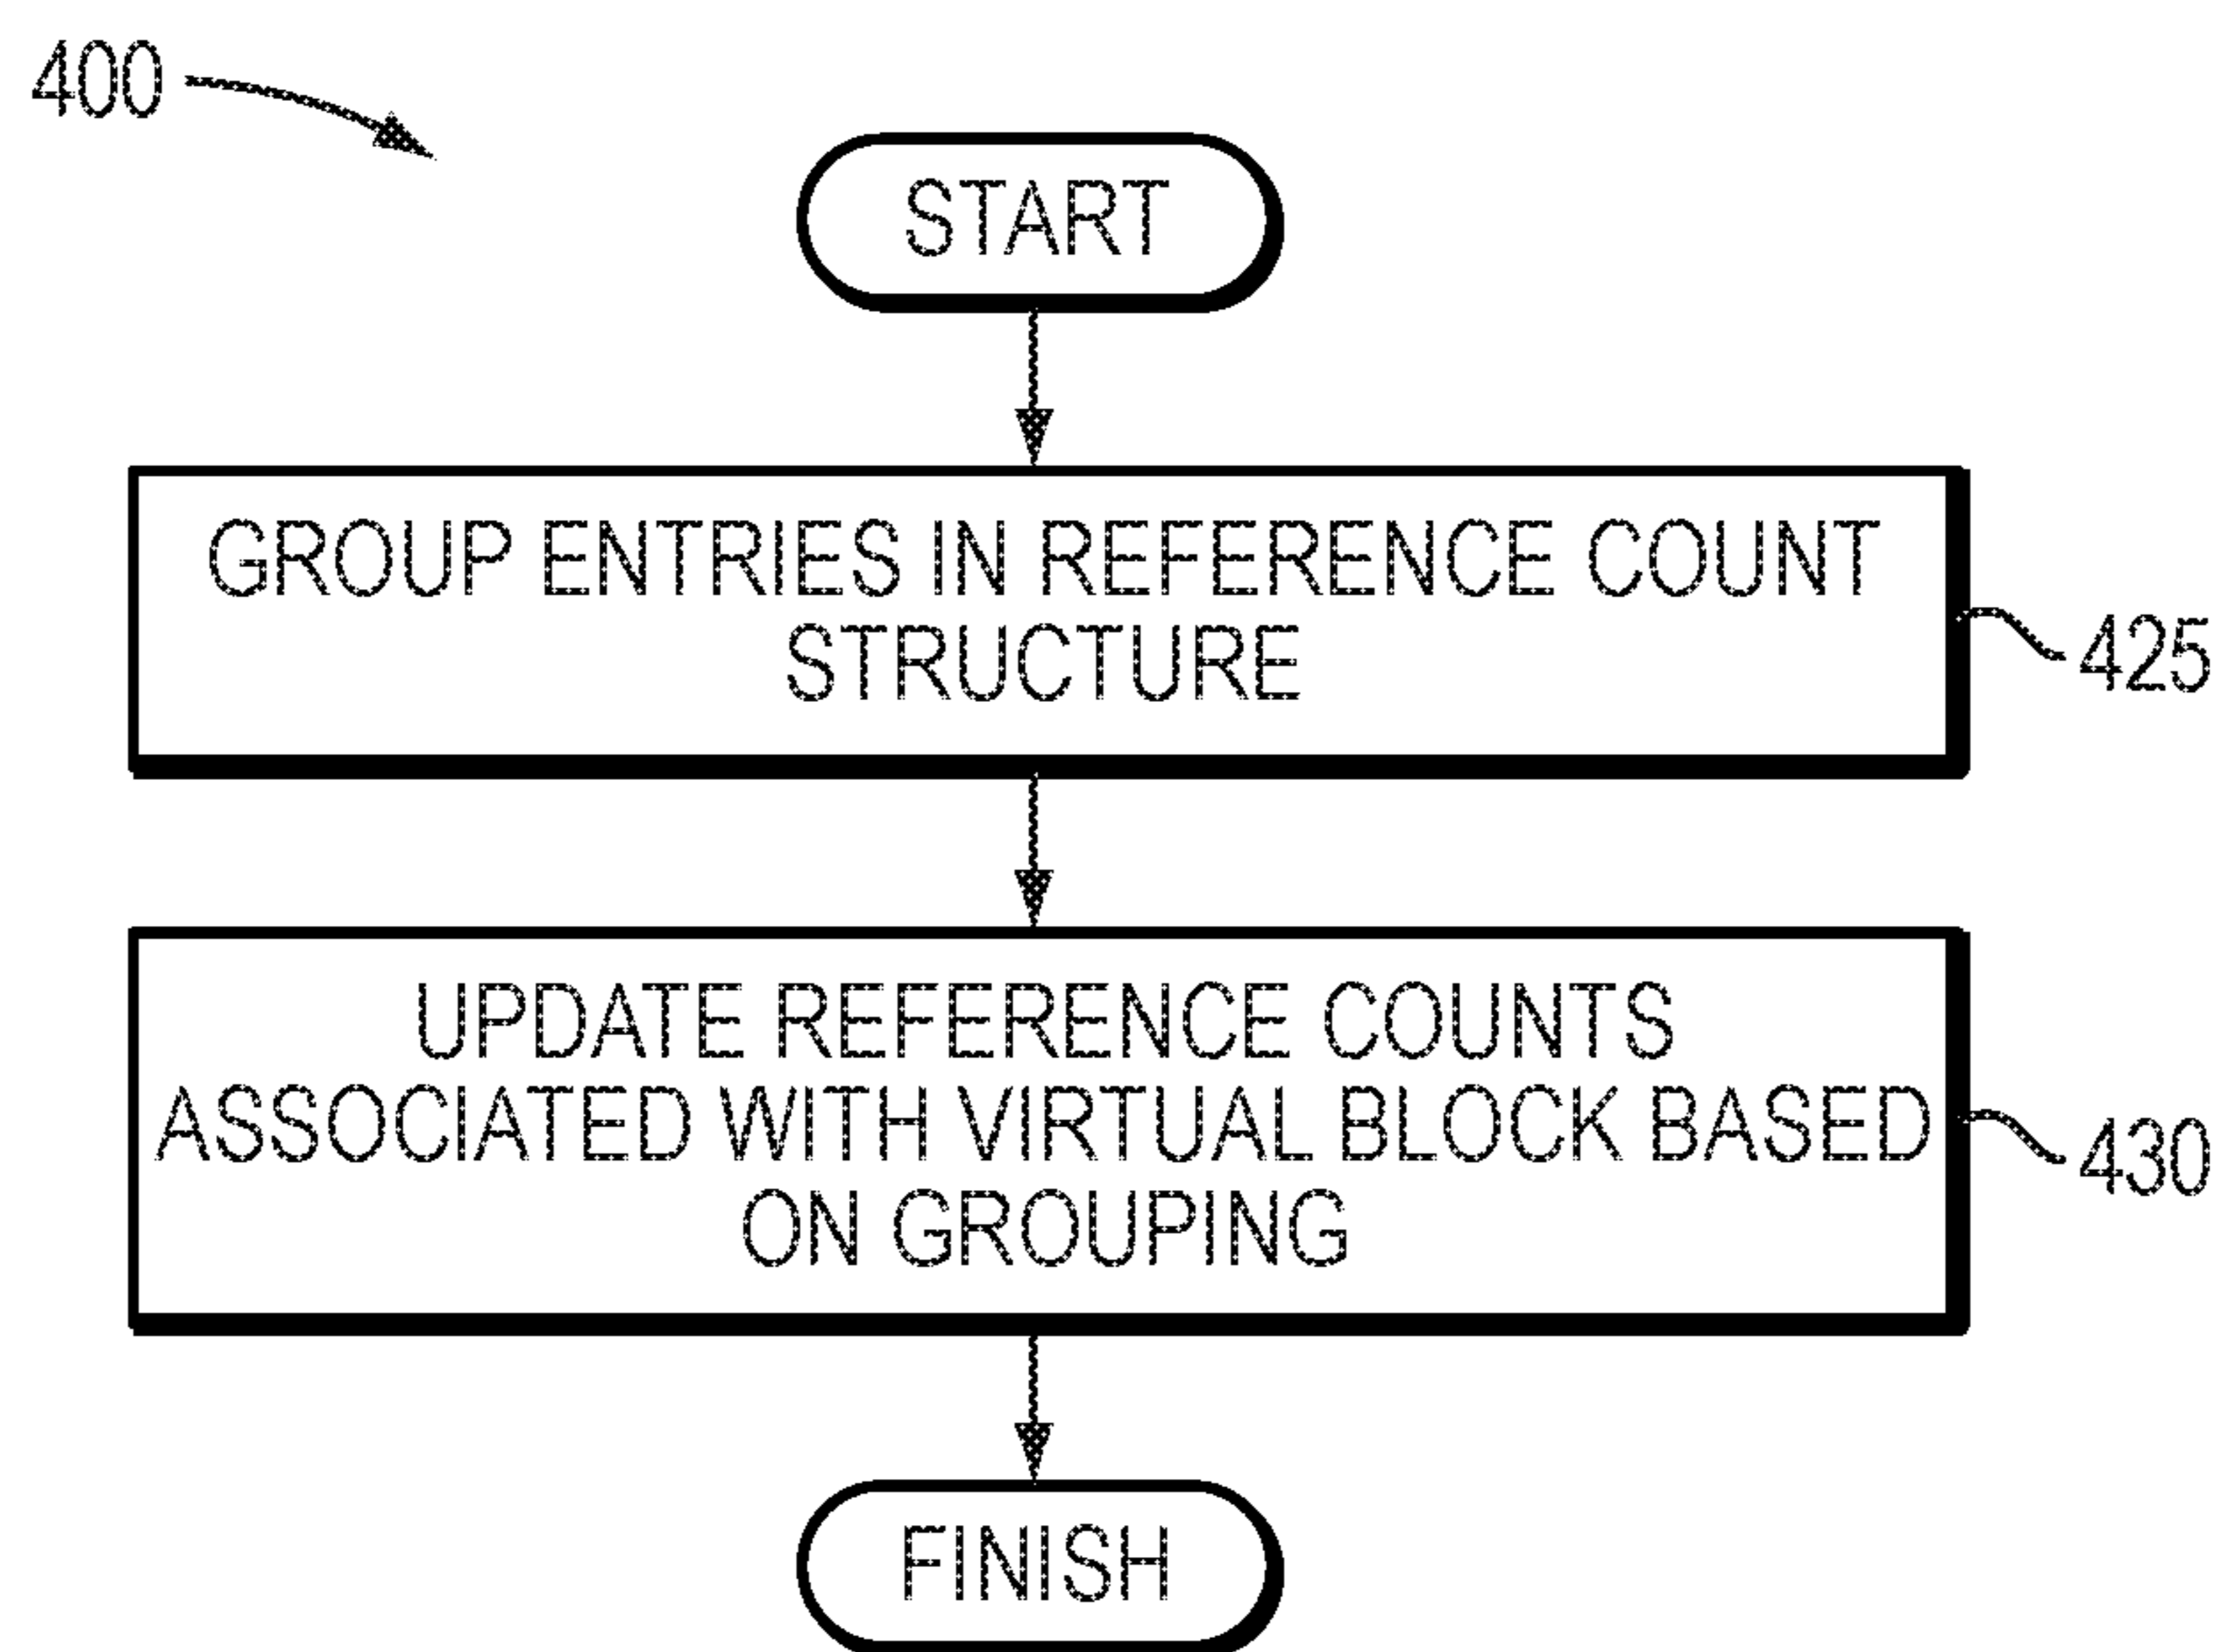 400
START
GROUP ENTRIES IN REFERENCE COUNT
STRUCTURE
425
UPDATE REFERENCE COUNTS
ASSOCIATED WITH VIRTUAL BLOCK BASED
ON GROUPING
430
FINISH